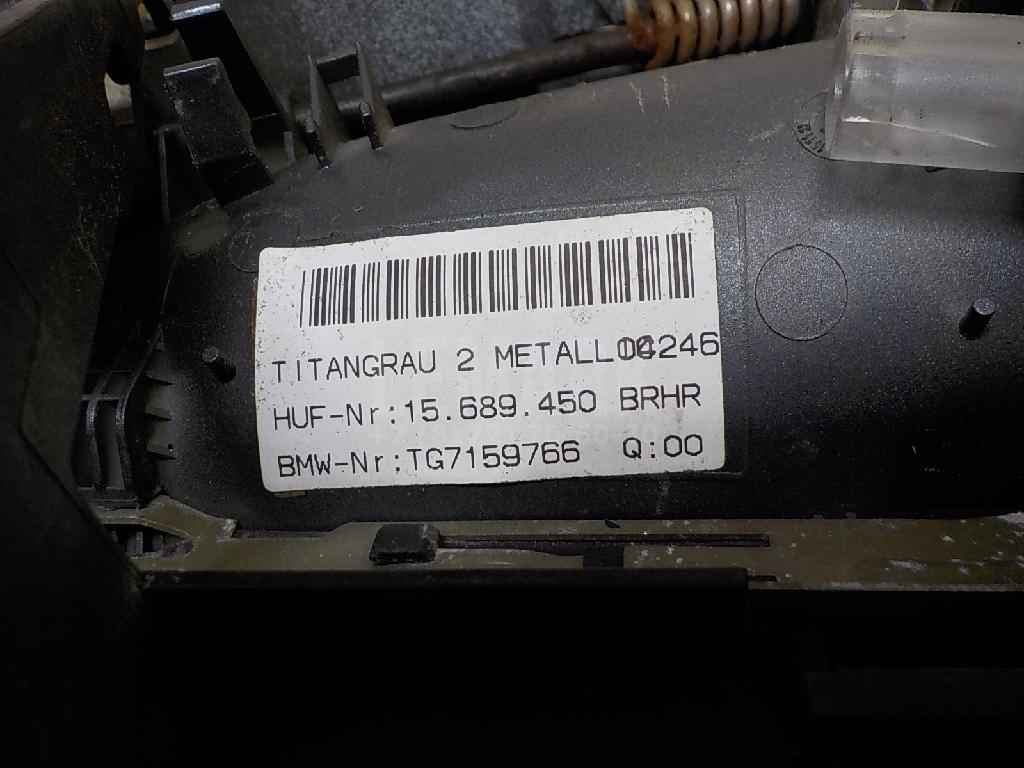 TITANGRAU 2 METALL
HUF-Nr:15.689.450 BRHR
BMW-Nr:TG7159766 Q:00